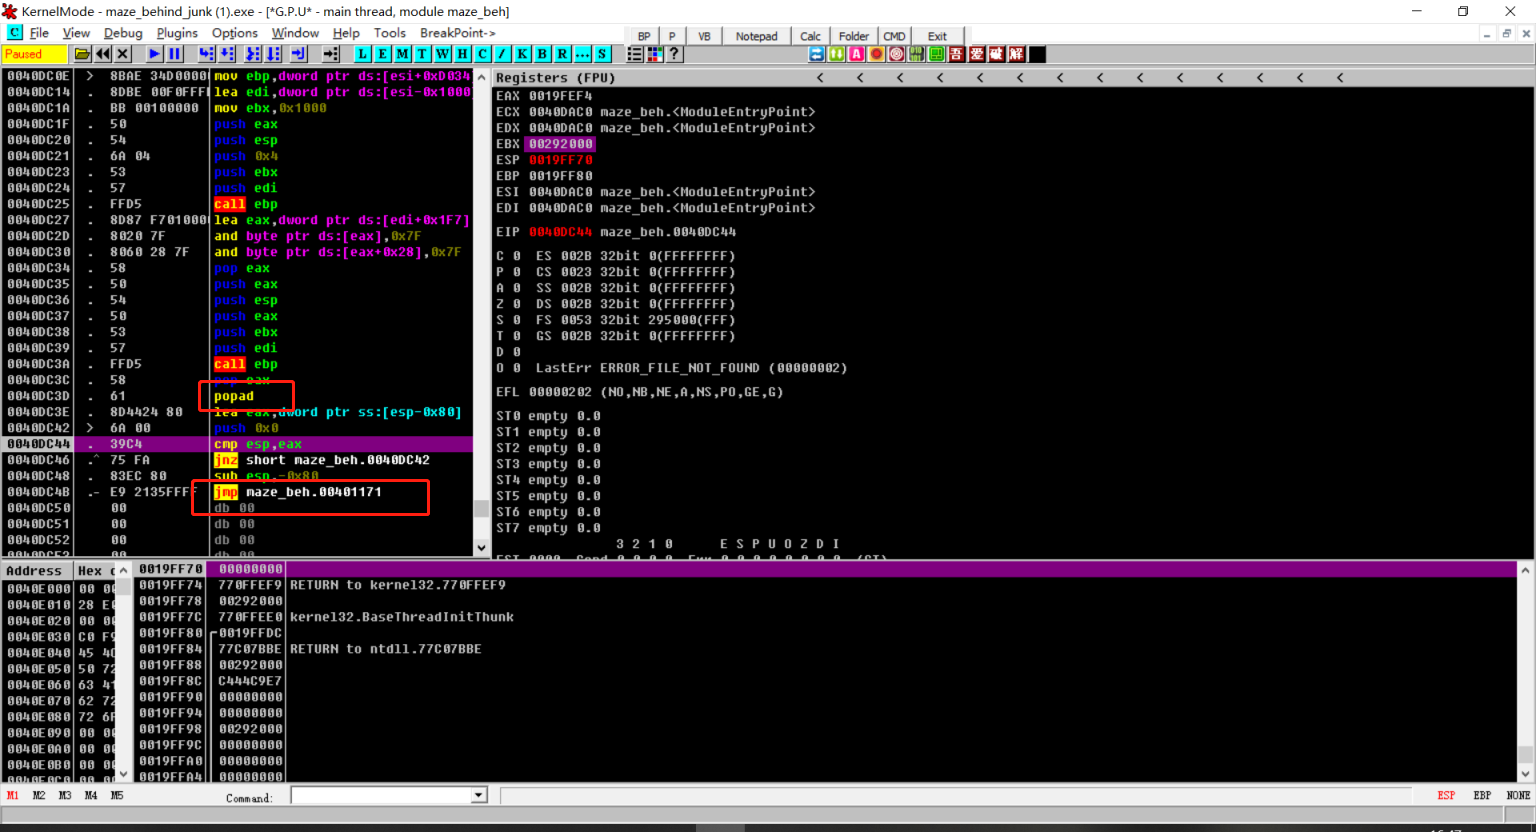 KernelMode - maze_behind_junk (1).exe - [*G.P.U* - main thread, module maze_beh]
C File View Debug Plugins Options Window Help Tools BreakPoint-> BP P VB Notepad Calc Folder CMD Exit
Paused L E M T W H C / K B R ... S ? 吾 爱 破 解
0040DC0E > 8BAE 34D0000 mov ebp,dword ptr ds:[esi+0xD034
0040DC14 . 8DBE 00F0FFF lea edi,dword ptr ds:[esi-0x1000
0040DC1A . BB 00100000 mov ebx,0x1000
0040DC1F . 50 push eax
0040DC20 . 54 push esp
0040DC21 . 6A 04 push 0x4
0040DC23 . 53 push ebx
0040DC24 . 57 push edi
0040DC25 . FFD5 call ebp
0040DC27 . 8D87 F701000 lea eax,dword ptr ds:[edi+0x1F7]
0040DC2D . 8020 7F and byte ptr ds:[eax],0x7F
0040DC30 . 8060 28 7F and byte ptr ds:[eax+0x28],0x7F
0040DC34 . 58 pop eax
0040DC35 . 50 push eax
0040DC36 . 54 push esp
0040DC37 . 50 push eax
0040DC38 . 53 push ebx
0040DC39 . 57 push edi
0040DC3A . FFD5 call ebp
0040DC3C . 58 pop eax
0040DC3D . 61 popad
0040DC3E . 8D4424 80 lea eax,dword ptr ss:[esp-0x80]
0040DC42 > 6A 00 push 0x0
0040DC44 . 39C4 cmp esp,eax
0040DC46 .^ 75 FA jnz short maze_beh.0040DC42
0040DC48 . 83EC 80 sub esp,-0x80
0040DC4B .- E9 2135FFFF jmp maze_beh.00401171
0040DC50 00 db 00
0040DC51 00 db 00
0040DC52 00 db 00
0040DC53 00 db 00
Registers (FPU) < < < < < < < < < < < < < <
EAX 0019FEF4
ECX 0040DAC0 maze_beh.<ModuleEntryPoint>
EDX 0040DAC0 maze_beh.<ModuleEntryPoint>
EBX 00292000
ESP 0019FF70
EBP 0019FF80
ESI 0040DAC0 maze_beh.<ModuleEntryPoint>
EDI 0040DAC0 maze_beh.<ModuleEntryPoint>
EIP 0040DC44 maze_beh.0040DC44
C 0 ES 002B 32bit 0(FFFFFFFF)
P 0 CS 0023 32bit 0(FFFFFFFF)
A 0 SS 002B 32bit 0(FFFFFFFF)
Z 0 DS 002B 32bit 0(FFFFFFFF)
S 0 FS 0053 32bit 295000(FFF)
T 0 GS 002B 32bit 0(FFFFFFFF)
D 0
O 0 LastErr ERROR_FILE_NOT_FOUND (00000002)
EFL 00000202 (NO,NB,NE,A,NS,PO,GE,G)
ST0 empty 0.0
ST1 empty 0.0
ST2 empty 0.0
ST3 empty 0.0
ST4 empty 0.0
ST5 empty 0.0
ST6 empty 0.0
ST7 empty 0.0
3 2 1 0 E S P U O Z D I
Address Hex
0040E000 00 00
0040E010 28 E0
0040E020 00 00
0040E030 C0 F9
0040E040 45 4C
0040E050 50 72
0040E060 63 41
0040E070 62 72
0040E080 72 6F
0040E090 00 00
0040E0A0 00 00
0040E0B0 00 00
0040E0C0 00 00
0019FF70 00000000
0019FF74 770FFEF9 RETURN to kernel32.770FFEF9
0019FF78 00292000
0019FF7C 770FFEE0 kernel32.BaseThreadInitThunk
0019FF80 0019FFDC
0019FF84 77C07BBE RETURN to ntdll.77C07BBE
0019FF88 00292000
0019FF8C C444C9E7
0019FF90 00000000
0019FF94 00000000
0019FF98 00292000
0019FF9C 00000000
0019FFA0 00000000
0019FFA4 00000000
M1 M2 M3 M4 M5 Command: ESP EBP NONE